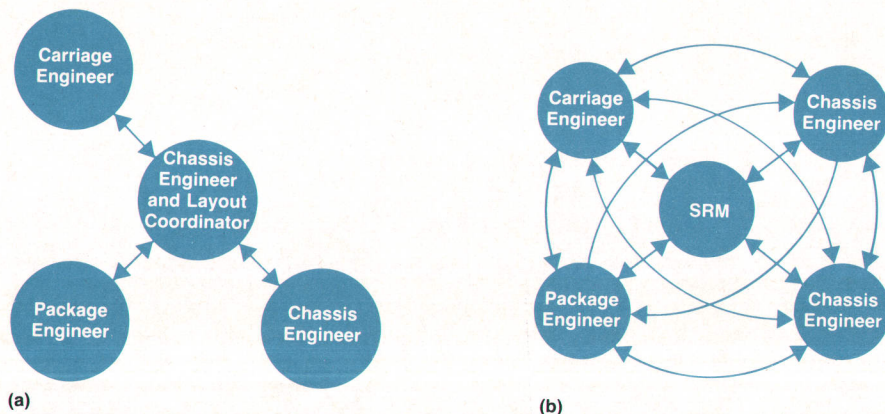 Carriage
Engineer
Chassis
Engineer
and Layout
Coordinator
Package
Engineer
Chassis
Engineer
(a)
Carriage
Engineer
Chassis
Engineer
SRM
Package
Engineer
Chassis
Engineer
(b)